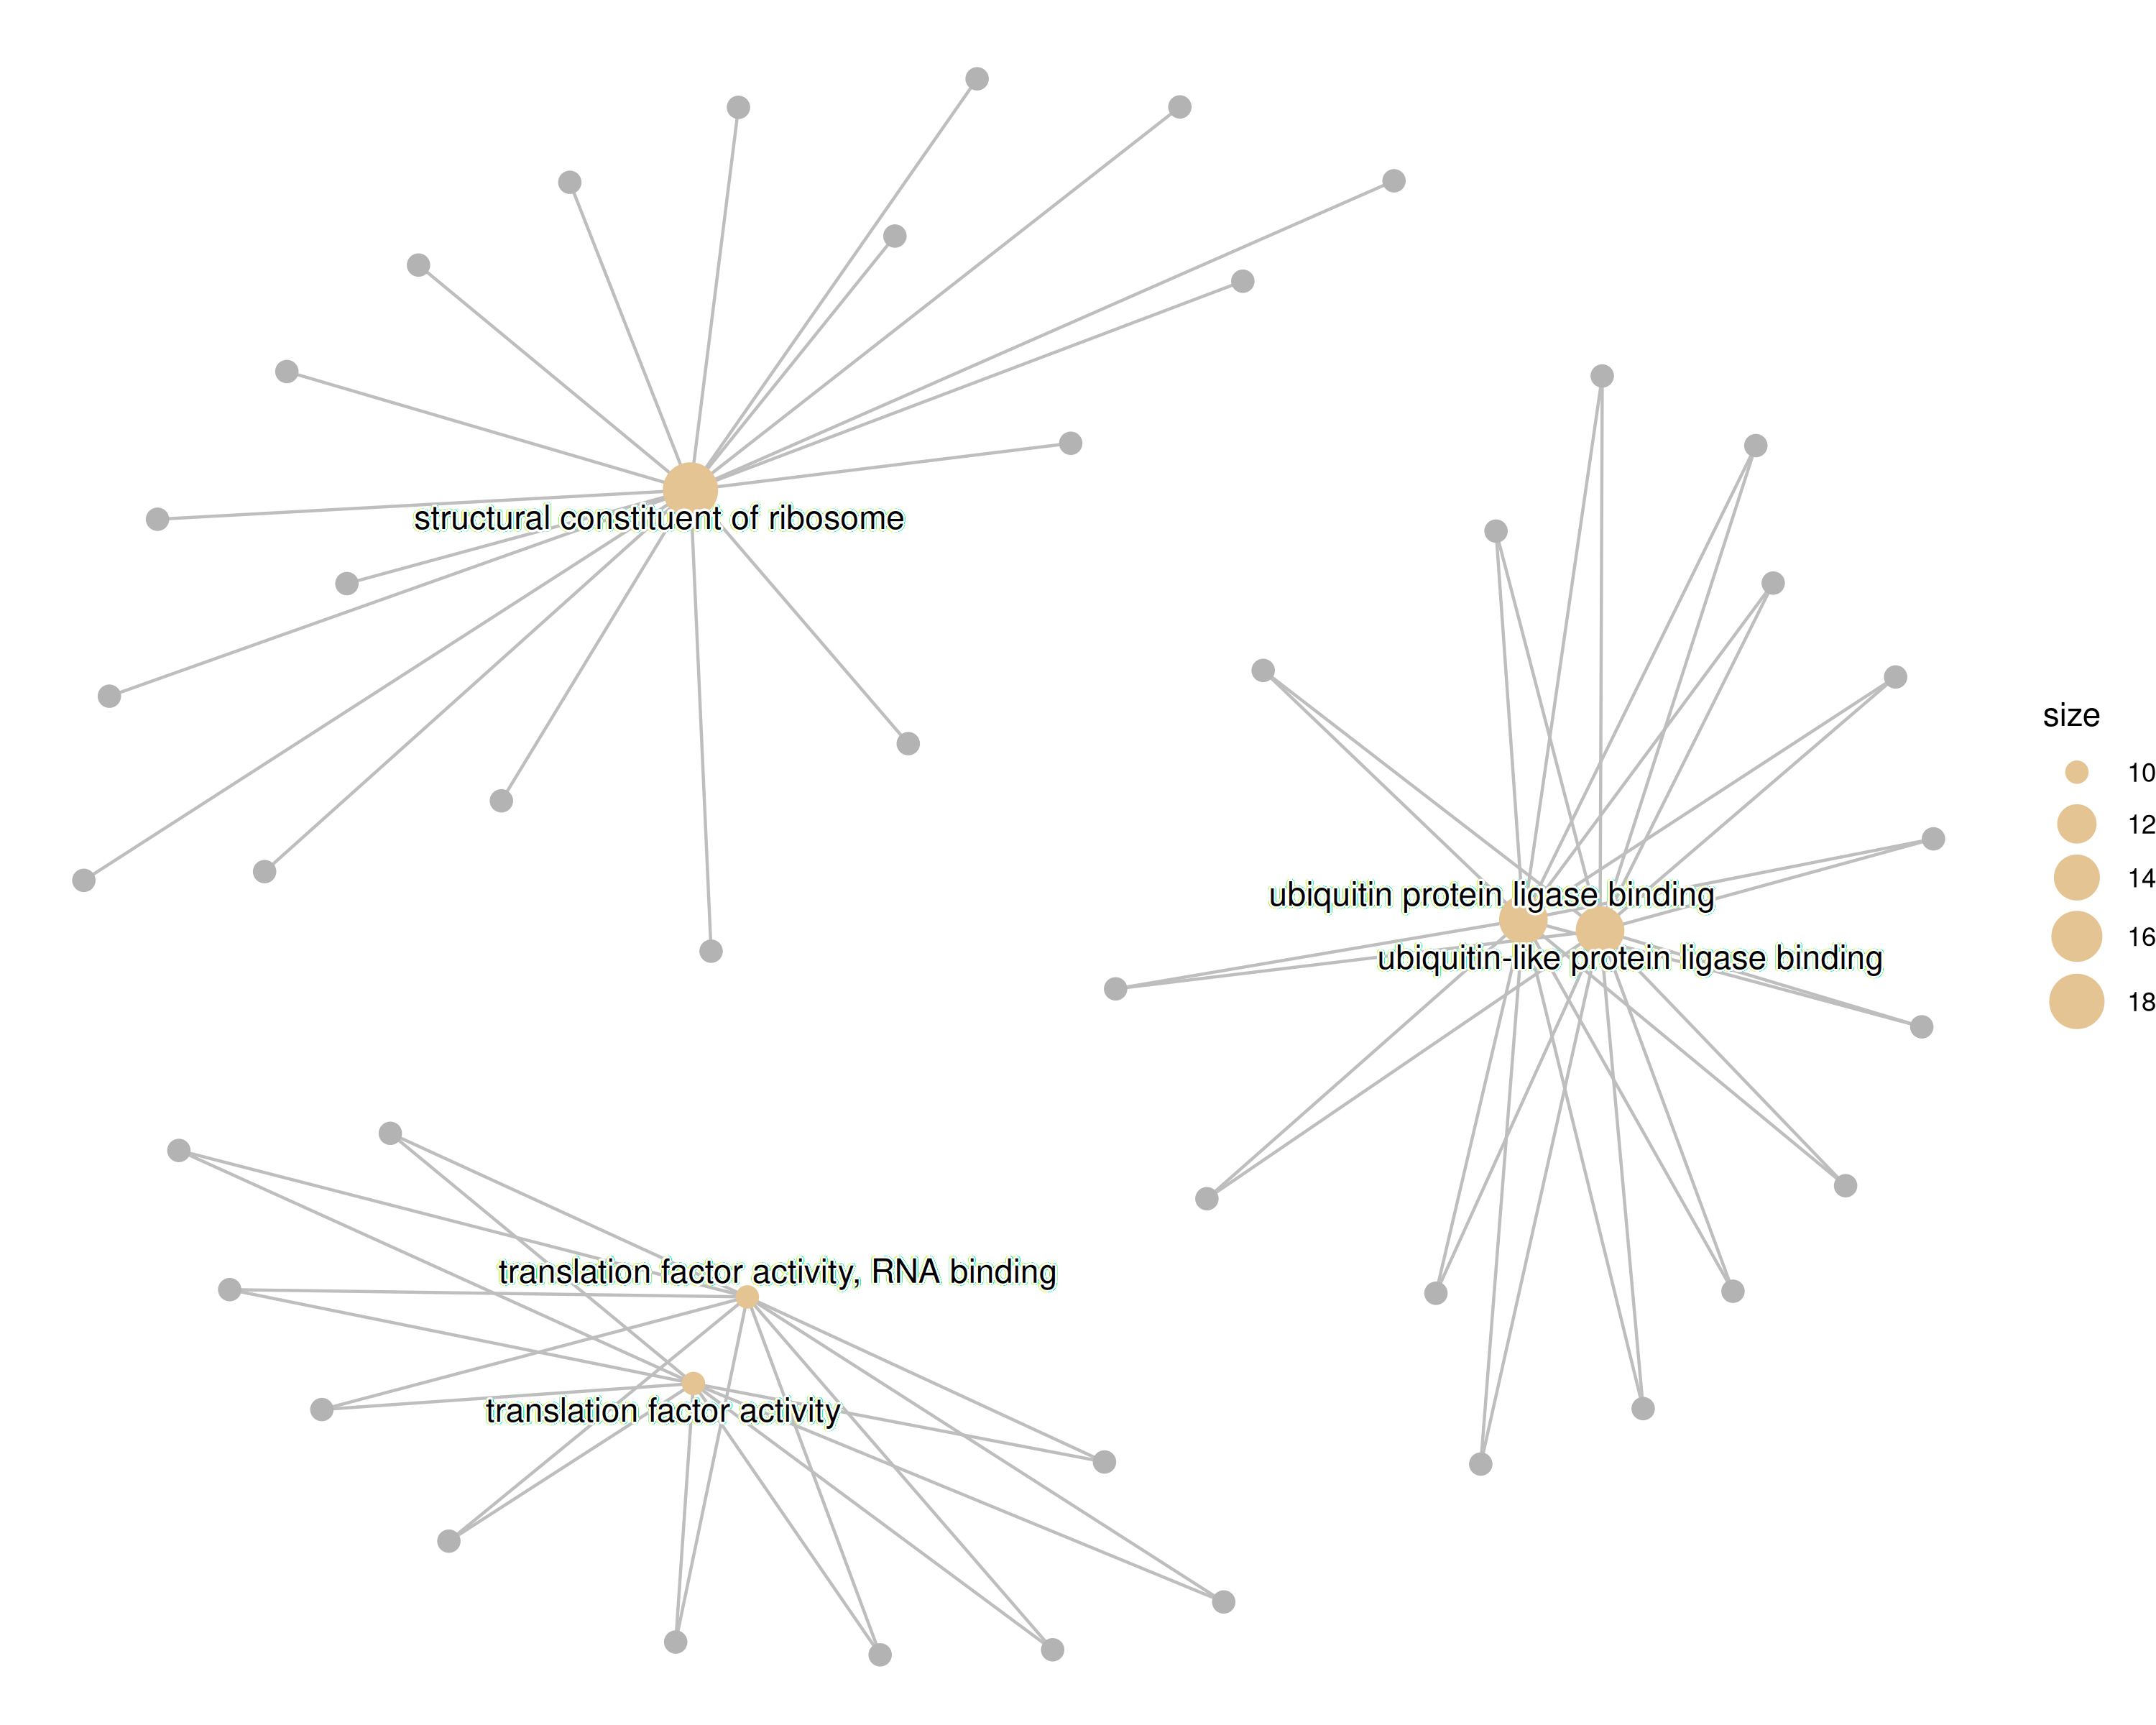 structural constituent of ribosome
size
10
12
14
16
18
ubiquitin protein ligase binding
ubiquitin-like protein ligase binding
translation factor activity, RNA binding
translation factor activity